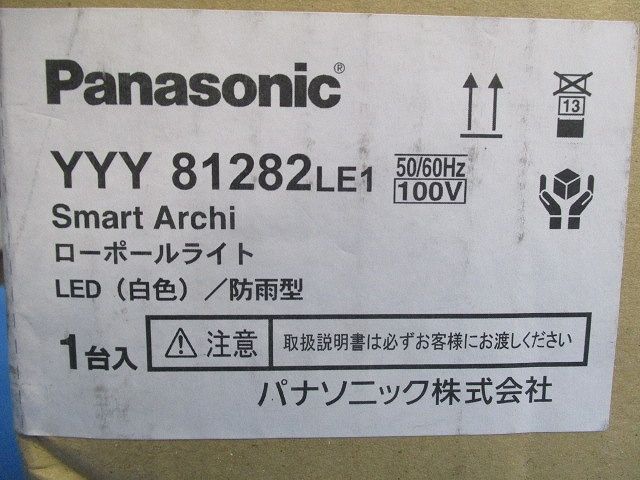 Panasonic®
13
YYY 81282LE1
50/60Hz
100V
Smart Archi
ローポールライト
LED（白色）／防雨型
1台入
注意
取扱説明書は必ずお客様にお渡しください
パナソニック株式会社